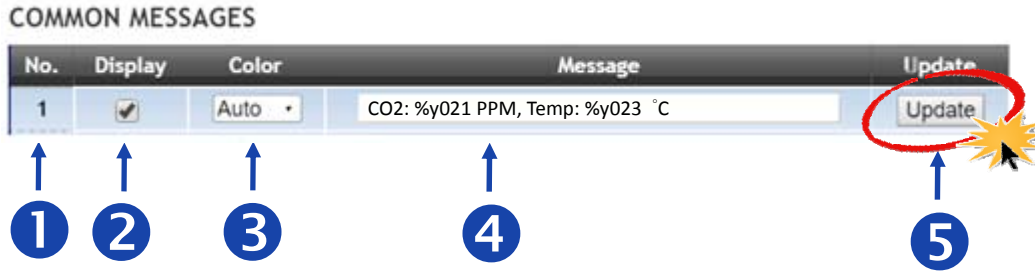 COMMON MESSAGES
No. Display Color Message Update
1 Auto CO2: %y021 PPM, Temp: %y023 °C Update
1 2 3 4 5